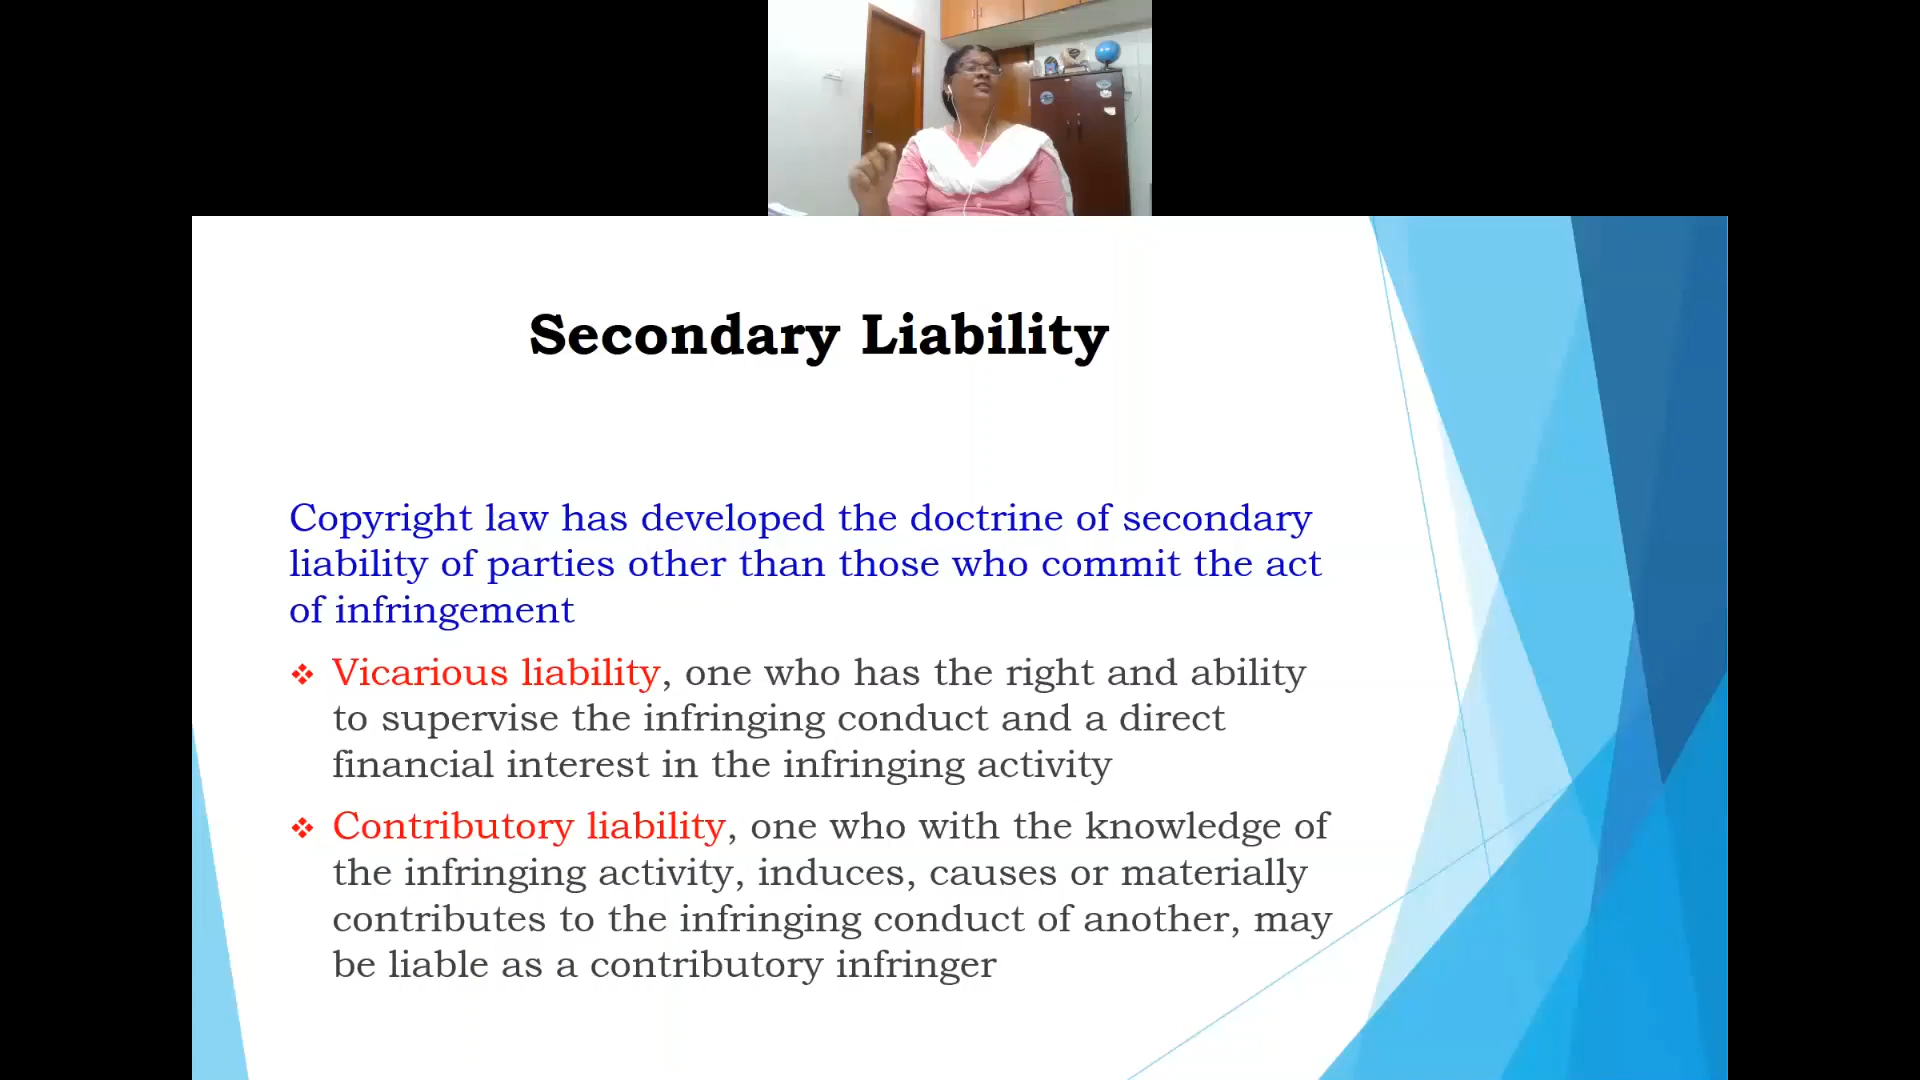 Secondary Liability
Copyright law has developed the doctrine of secondary
liability of parties other than those who commit the act
of infringement
❖ Vicarious liability, one who has the right and ability
to supervise the infringing conduct and a direct
financial interest in the infringing activity
❖ Contributory liability, one who with the knowledge of
the infringing activity, induces, causes or materially
contributes to the infringing conduct of another, may
be liable as a contributory infringer